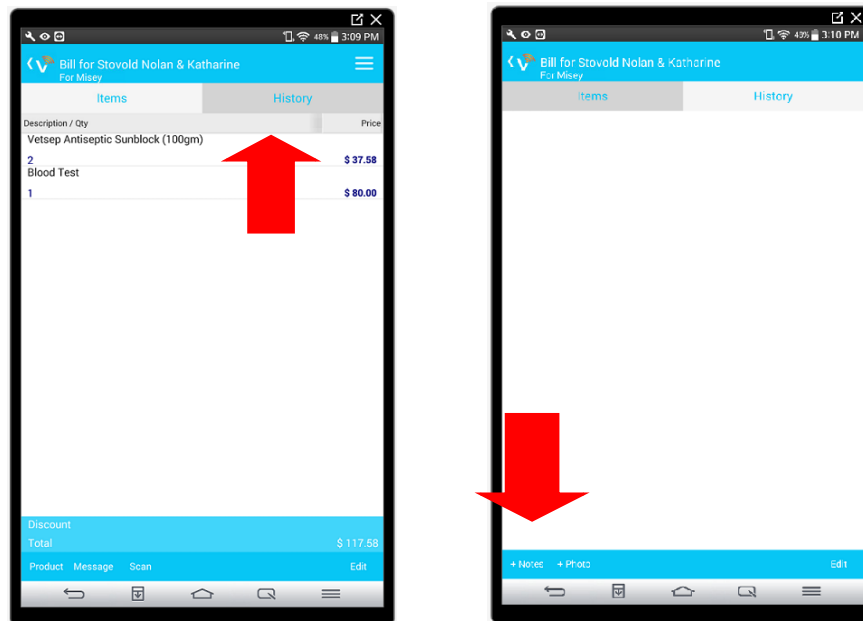 48% 3:09 PM
Bill for Stovold Nolan & Katharine
For Misey
Items History
Description / Qty Price
Vetsep Antiseptic Sunblock (100gm)
2 $ 37.58
Blood Test
1 $ 80.00
Discount
Total $ 117.58
Product Message Scan Edit
49% 3:10 PM
Bill for Stovold Nolan & Katharine
For Misey
Items History
+ Notes + Photo Edit